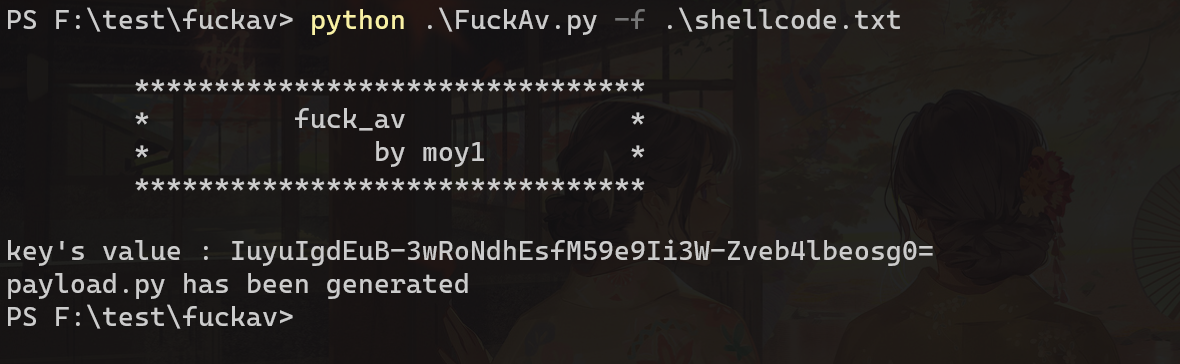 PS F:\test\fuckav> python .\FuckAv.py -f .\shellcode.txt
*********************************
* fuck_av *
* by moy1 *
*********************************
key's value : IuyuIgdEuB-3wRoNdhEsfM59e9Ii3W-Zveb4lbeosg0=
payload.py has been generated
PS F:\test\fuckav>